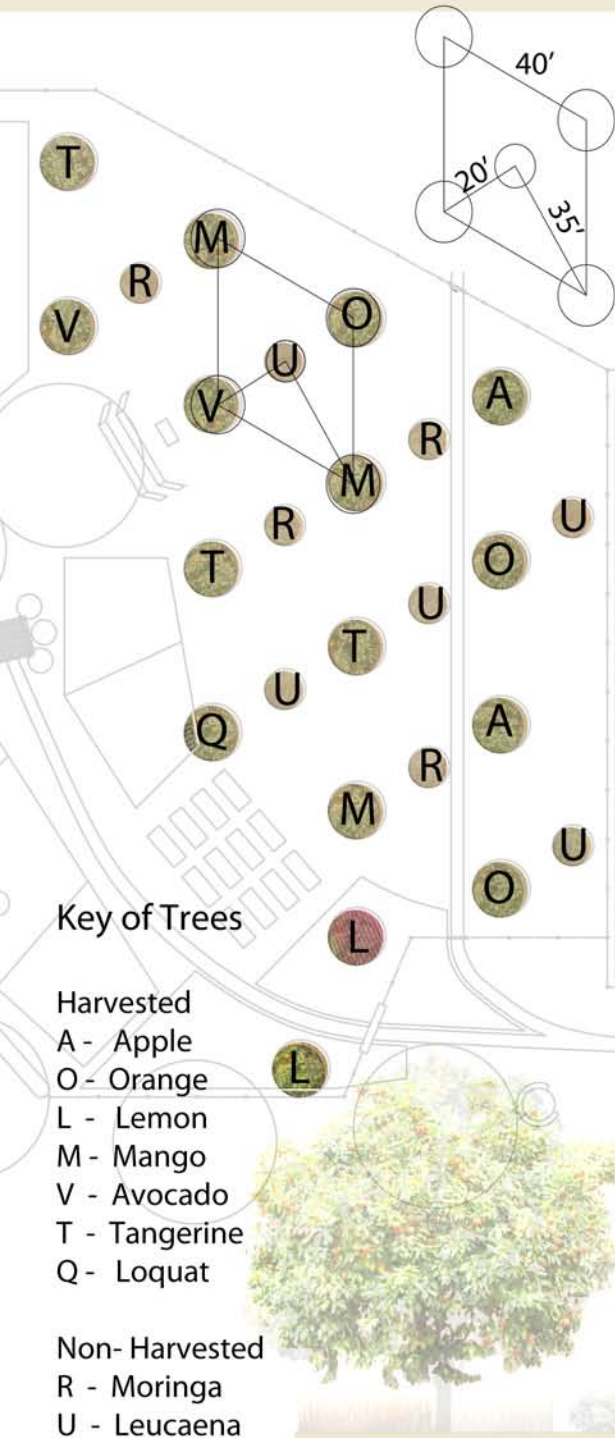 40′
20′
35′
T
M
R
O
V
U
A
V
R
M
U
R
O
T
U
T
U
A
Q
R
M
U
O
Key of Trees
L
Harvested
A - Apple
L
O - Orange
L - Lemon
M - Mango
V - Avocado
T - Tangerine
Q - Loquat
Non- Harvested
R - Moringa
U - Leucaena